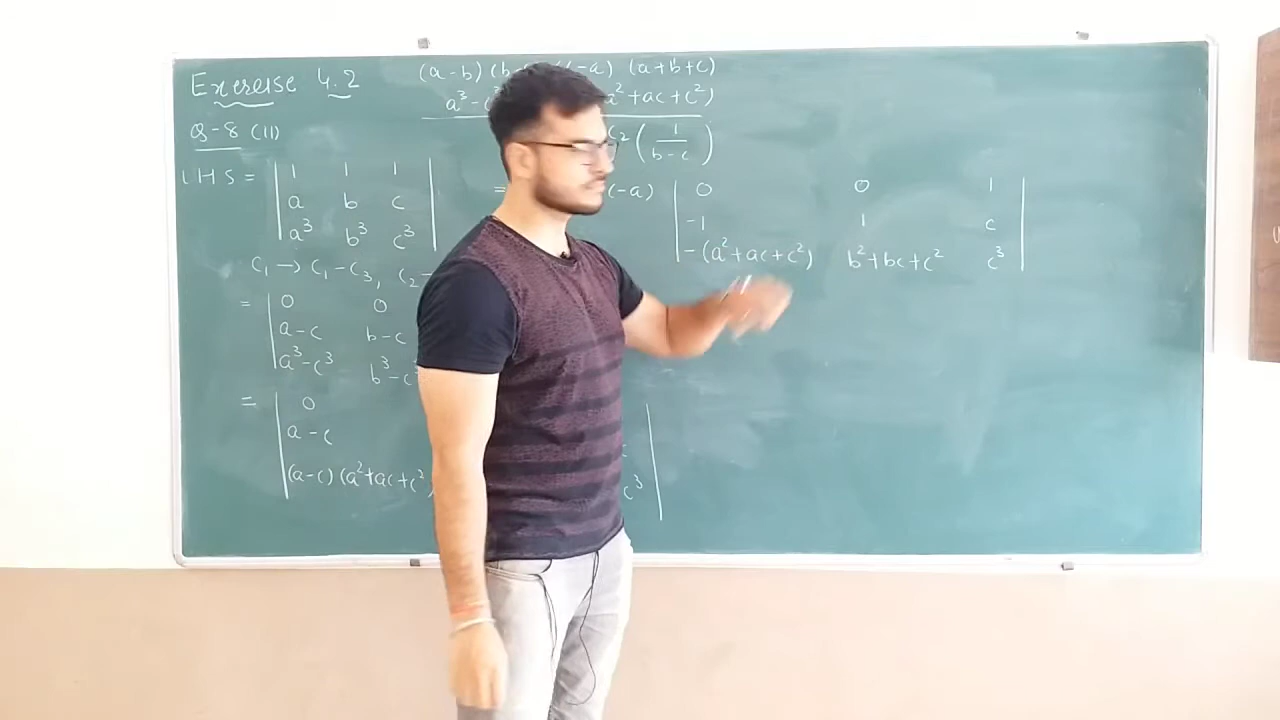 Exercise 4.2
(a-b) (b- -a) (a+b+c)
a³-c a²+ac+c²)
Q-8 (II)
C₂ (1/(b-c))
LHS = | 1 1 1 |
| a b c |
| a³ b³ c³ |
C₁ → C₁-C₃, C₂-
= | 0 0
a-c b-c
a³-c³ b³-c
= | 0
a-c
(a-c) (a²+ac+c² c³ |
= (-a) | 0 0 1 |
| -1 1 c |
| -(a²+ac+c²) b²+bc+c² c³ |